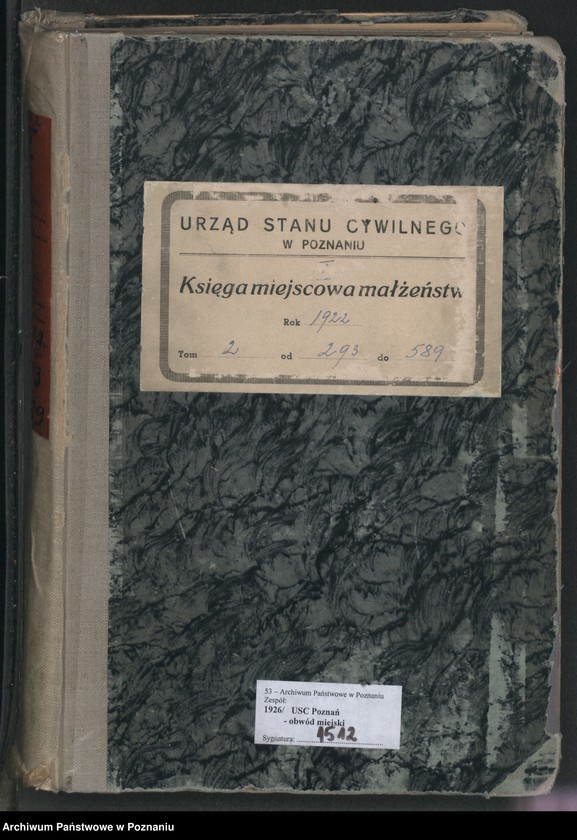 URZĄD STANU CYWILNEGO
W POZNANIU
Księga miejscowa małżeństw
Rok 1922
Tom 2 od 293 do 589
53 – Archiwum Państwowe w Poznaniu
Zespół:
1926/ USC Poznań
- obwód miejski
Sygnatura: 1512
Archiwum Państwowe w Poznaniu